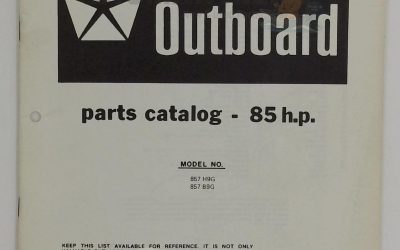 Outboard
parts catalog - 85 h.p.
MODEL NO.
857 H9G
857 B9G
KEEP THIS LIST AVAILABLE FOR REFERENCE. IT IS NOT ONLY